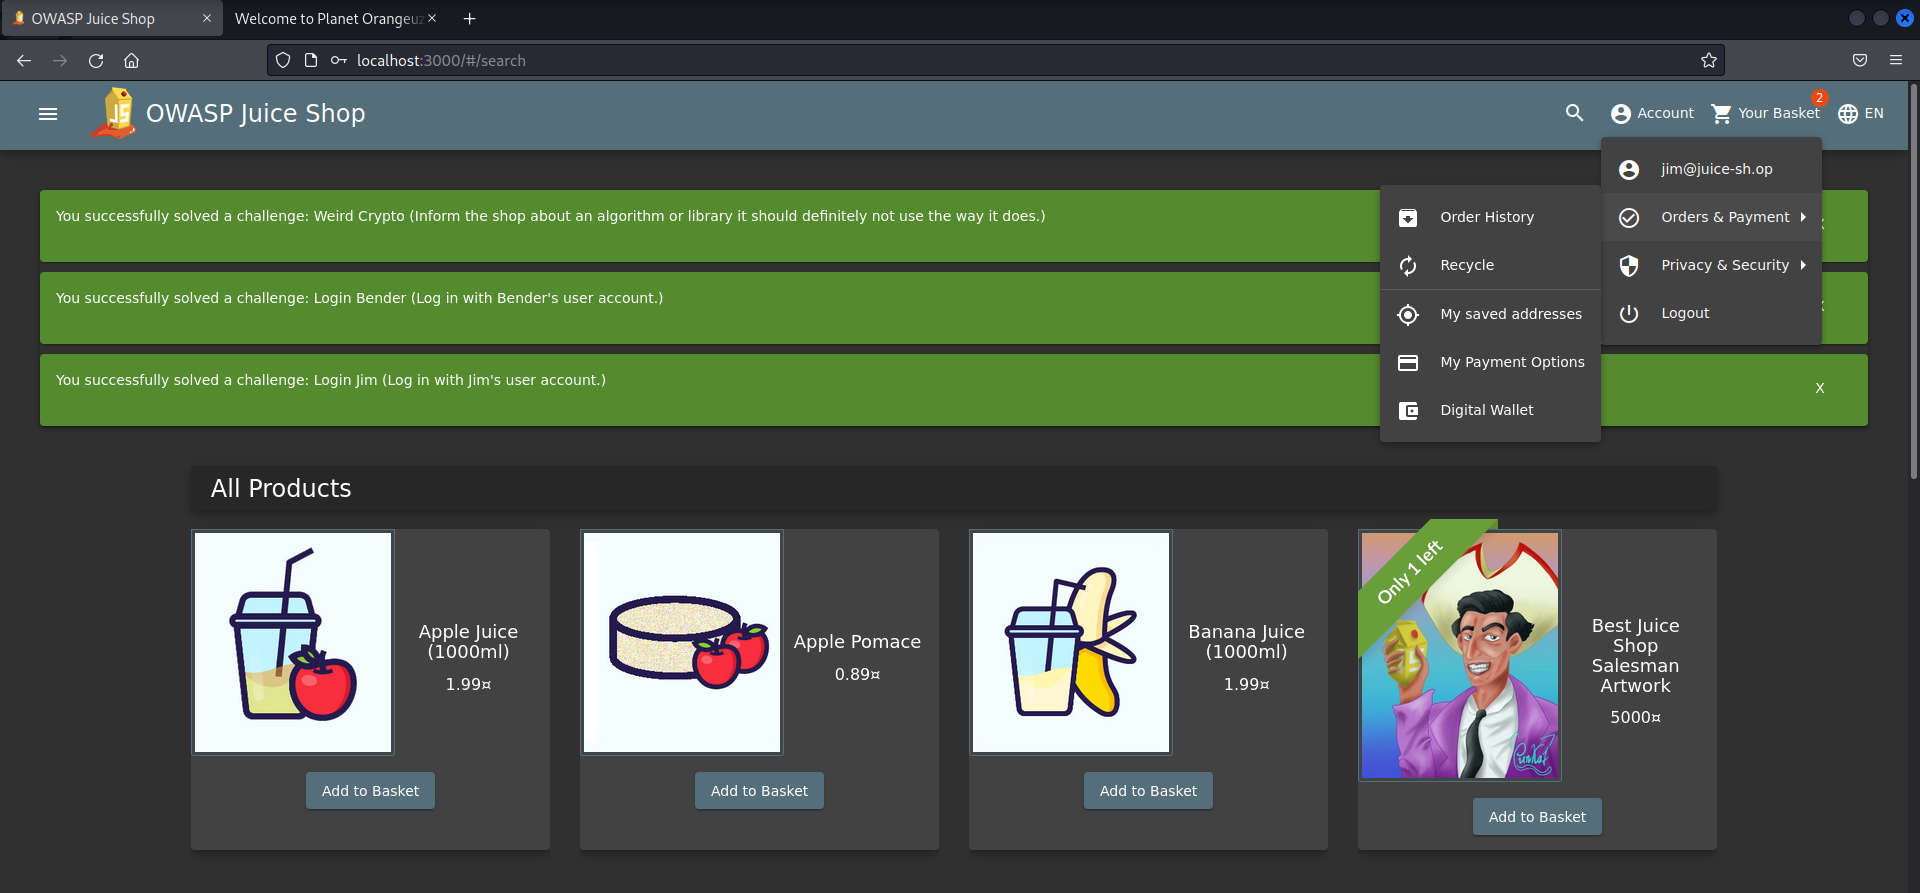 OWASP Juice Shop
Welcome to Planet Orangeuz
localhost:3000/#/search
OWASP Juice Shop
Account
Your Basket
2
EN
jim@juice-sh.op
Orders & Payment
Privacy & Security
Logout
Order History
Recycle
My saved addresses
My Payment Options
Digital Wallet
You successfully solved a challenge: Weird Crypto (Inform the shop about an algorithm or library it should definitely not use the way it does.)
You successfully solved a challenge: Login Bender (Log in with Bender's user account.)
You successfully solved a challenge: Login Jim (Log in with Jim's user account.)
X
All Products
JS
Apple Juice
(1000ml)
1.99¤
Add to Basket
Apple Pomace
0.89¤
Add to Basket
Banana Juice
(1000ml)
1.99¤
Add to Basket
Only 1 left
Best Juice
Shop
Salesman
Artwork
5000¤
Add to Basket